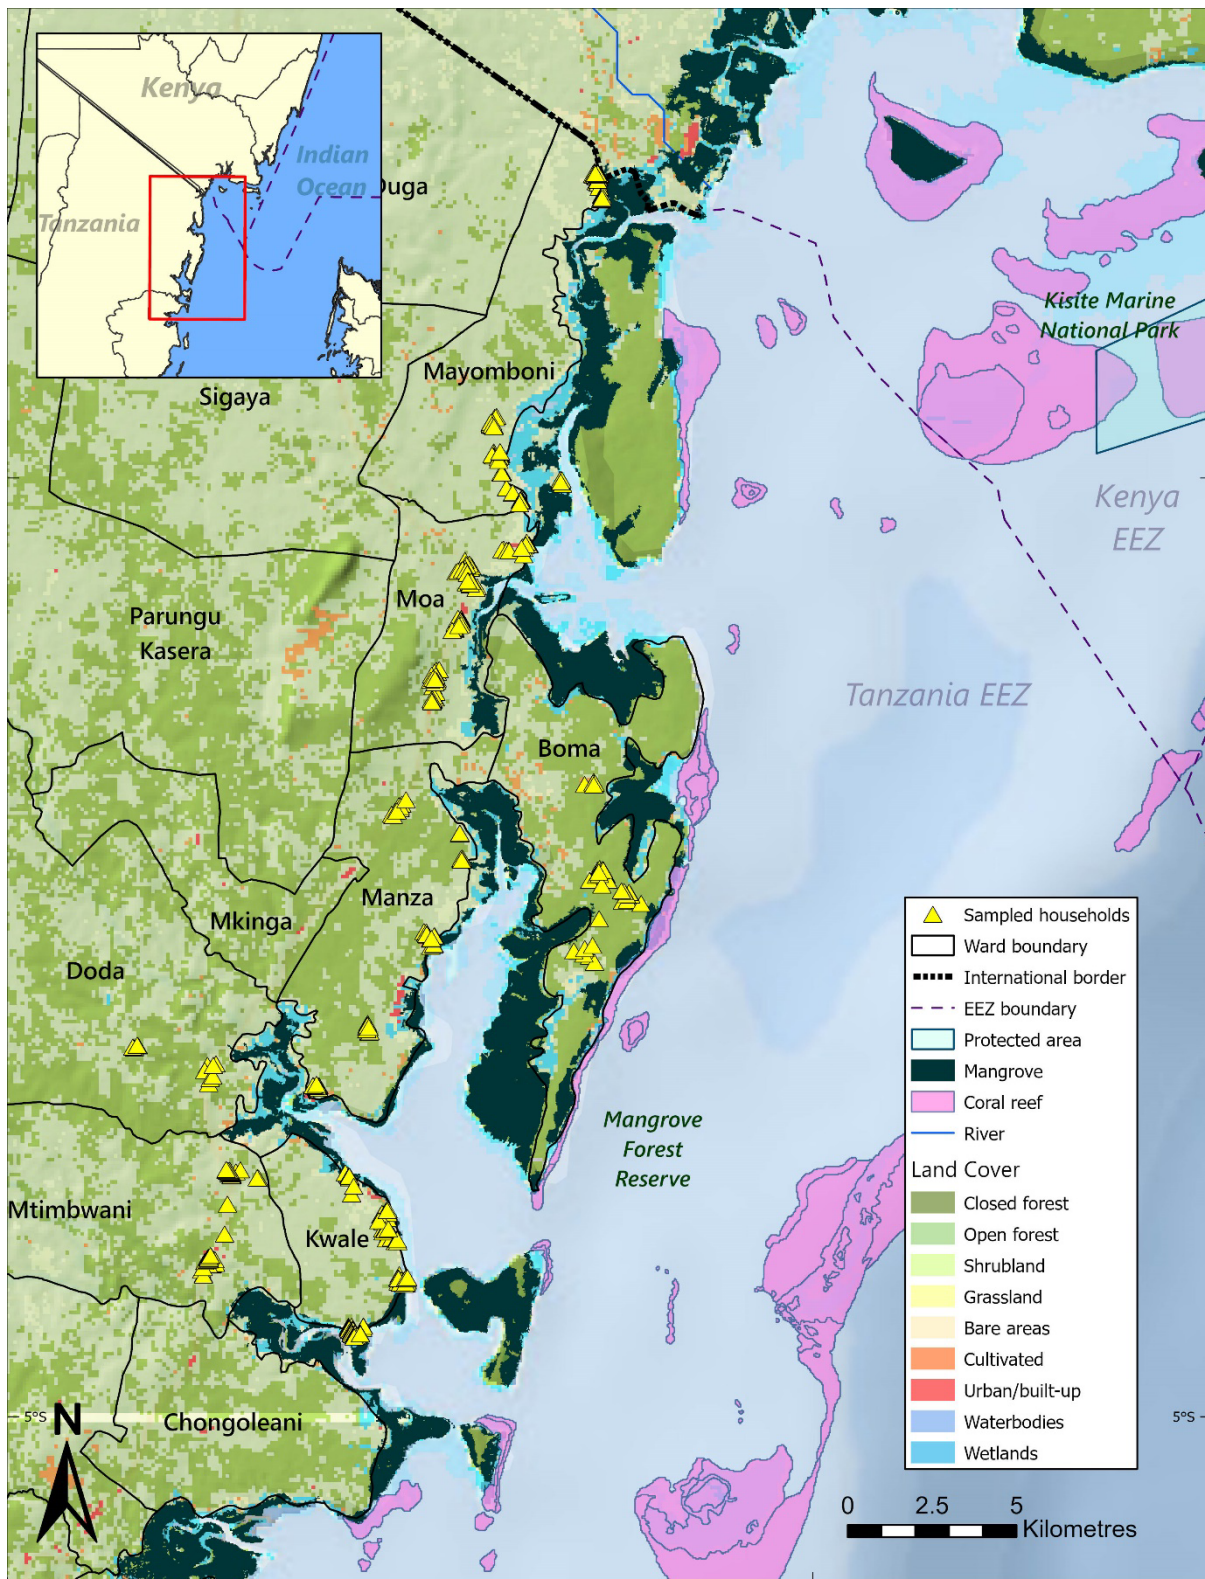 Kenya
Indian
Ocean
Tanzania
Duga
Sigaya
Mayomboni
Kisite Marine
National Park
Kenya
EEZ
Parungu
Kasera
Moa
Tanzania EEZ
Boma
Manza
Mkinga
Doda
Mangrove
Forest
Reserve
Mtimbwani
Kwale
Chongoleani
Sampled households
Ward boundary
International border
EEZ boundary
Protected area
Mangrove
Coral reef
River
Land Cover
Closed forest
Open forest
Shrubland
Grassland
Bare areas
Cultivated
Urban/built-up
Waterbodies
Wetlands
5°S
5°S
N
0 2.5 5
Kilometres